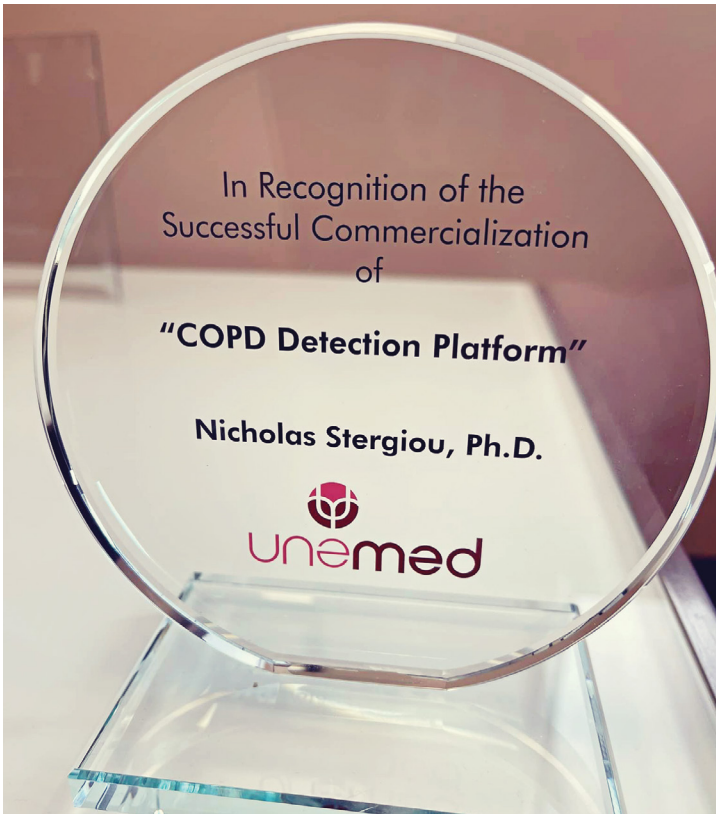 In Recognition of the
Successful Commercialization
of
“COPD Detection Platform”
Nicholas Stergiou, Ph.D.
unemed